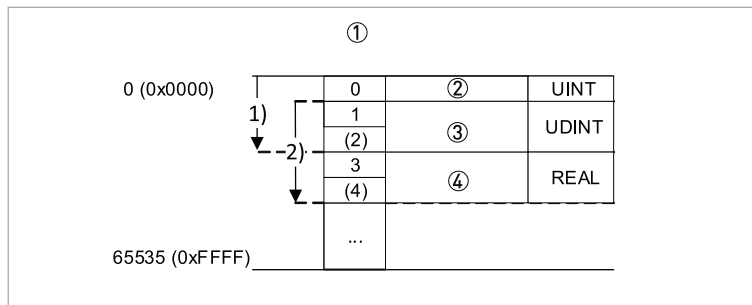 ①
0 (0x0000) 0 ② UINT
1) 1
2) (2) ③ UDINT
3
(4) ④ REAL
...
65535 (0xFFFF)